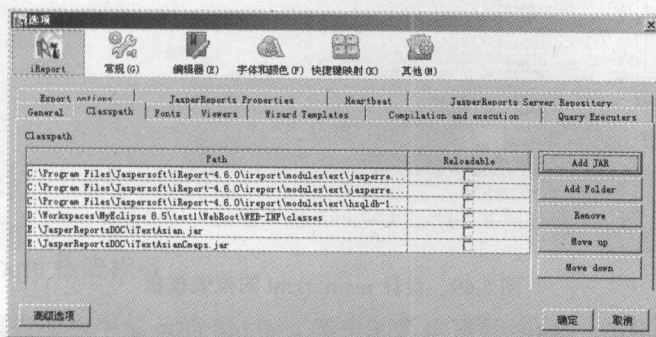 选项
iReport 常规(G) 编辑器(E) 字体和颜色(F) 快捷键映射(K) 其他(M)
Export options JasperReports Properties Heartbeat JasperReports Server Repository
General Classpath Fonts Viewers Wizard Templates Compilation and execution Query Executers
Classpath
Path Reloadable
C:\Program Files\Jaspersoft\iReport-4.6.0\ireport\modules\ext\jasperre...
C:\Program Files\Jaspersoft\iReport-4.6.0\ireport\modules\ext\jasperre...
C:\Program Files\Jaspersoft\iReport-4.6.0\ireport\modules\ext\hsqldb-1...
D:\Workspaces\MyEclipse 8.5\test1\WebRoot\WEB-INF\classes
E:\JasperReportsDOC\iTextAsian.jar
E:\JasperReportsDOC\iTextAsianCmaps.jar
Add JAR
Add Folder
Remove
Move up
Move down
高级选项
确定 取消